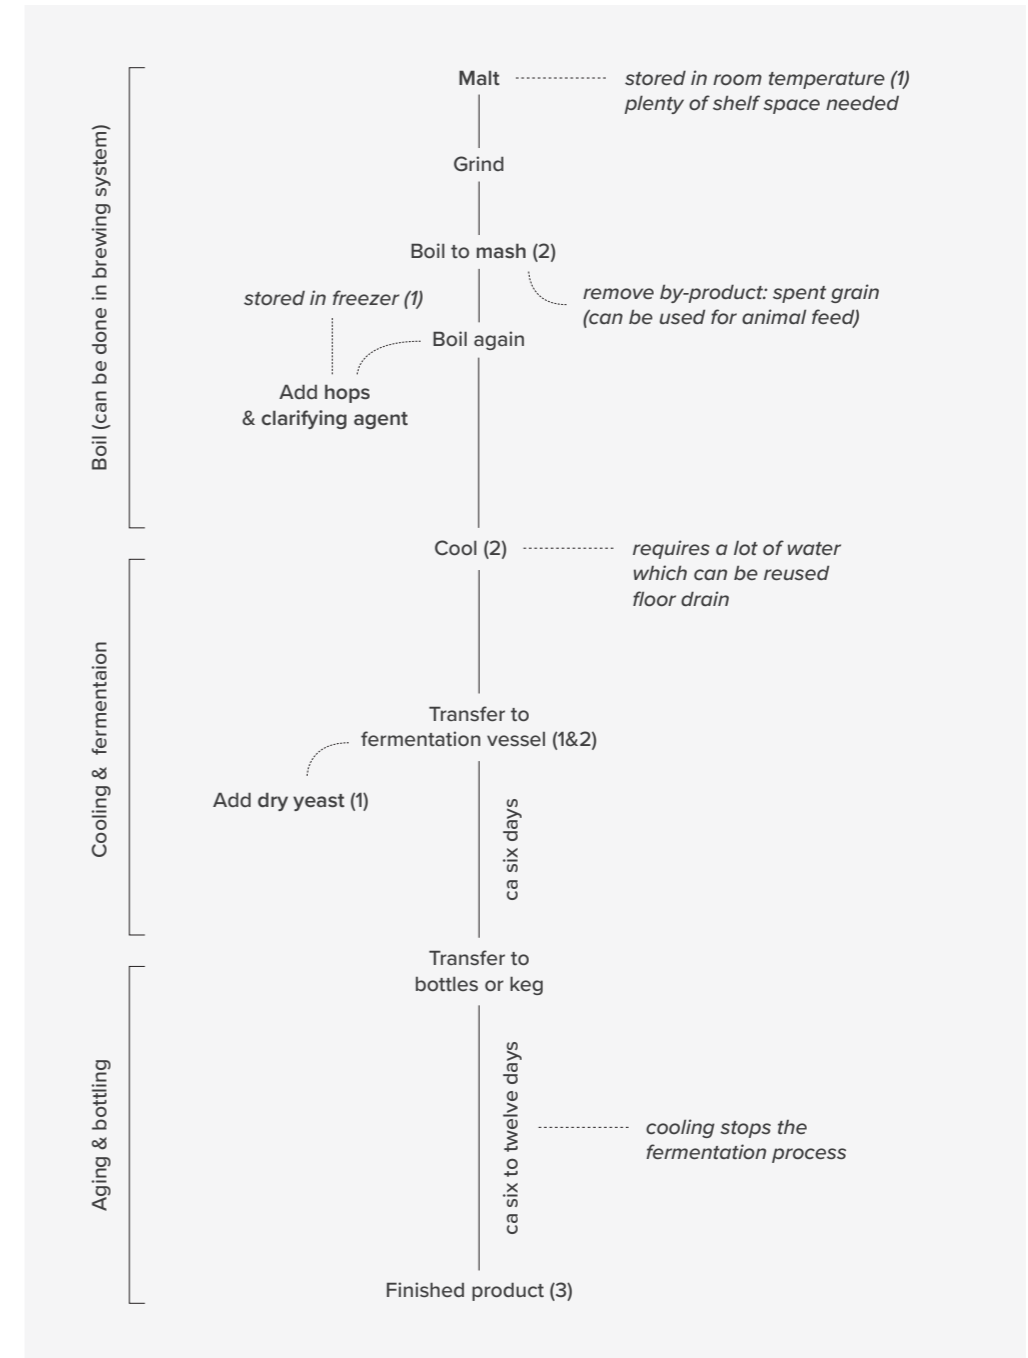 Malt
stored in room temperature (1)
plenty of shelf space needed
Grind
Boil to mash (2)
remove by-product: spent grain
(can be used for animal feed)
stored in freezer (1)
Boil again
Add hops
& clarifying agent
Boil (can be done in brewing system)
Cool (2)
requires a lot of water
which can be reused
floor drain
Transfer to
fermentation vessel (1&2)
Add dry yeast (1)
ca six days
Cooling & fermentaion
Transfer to
bottles or keg
ca six to twelve days
cooling stops the
fermentation process
Aging & bottling
Finished product (3)